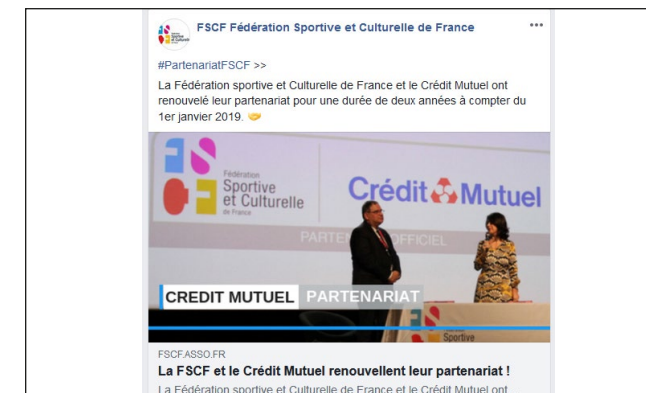 FSCF Fédération Sportive et Culturelle de France
#PartenariatFSCF >>
La Fédération sportive et Culturelle de France et le Crédit Mutuel ont
renouvelé leur partenariat pour une durée de deux années à compter du
1er janvier 2019.
FSCF
Fédération
Sportive
et Culturelle
de France
Crédit Mutuel
PARTE OFFICIEL
CREDIT MUTUEL PARTENARIAT
Sportive
FSCF.ASSO.FR
La FSCF et le Crédit Mutuel renouvellent leur partenariat !
La Fédération sportive et Culturelle de France et le Crédit Mutuel ont